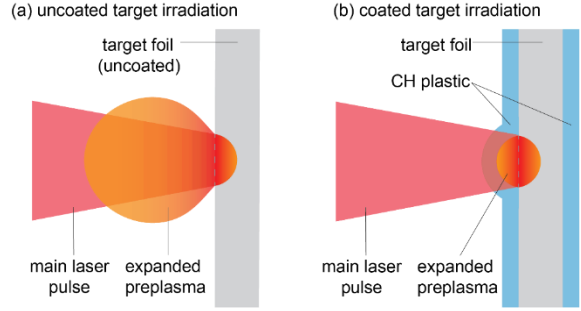 (a) uncoated target irradiation
target foil
(uncoated)
main laser
pulse
expanded
preplasma
(b) coated target irradiation
target foil
CH plastic
main laser
pulse
expanded
preplasma